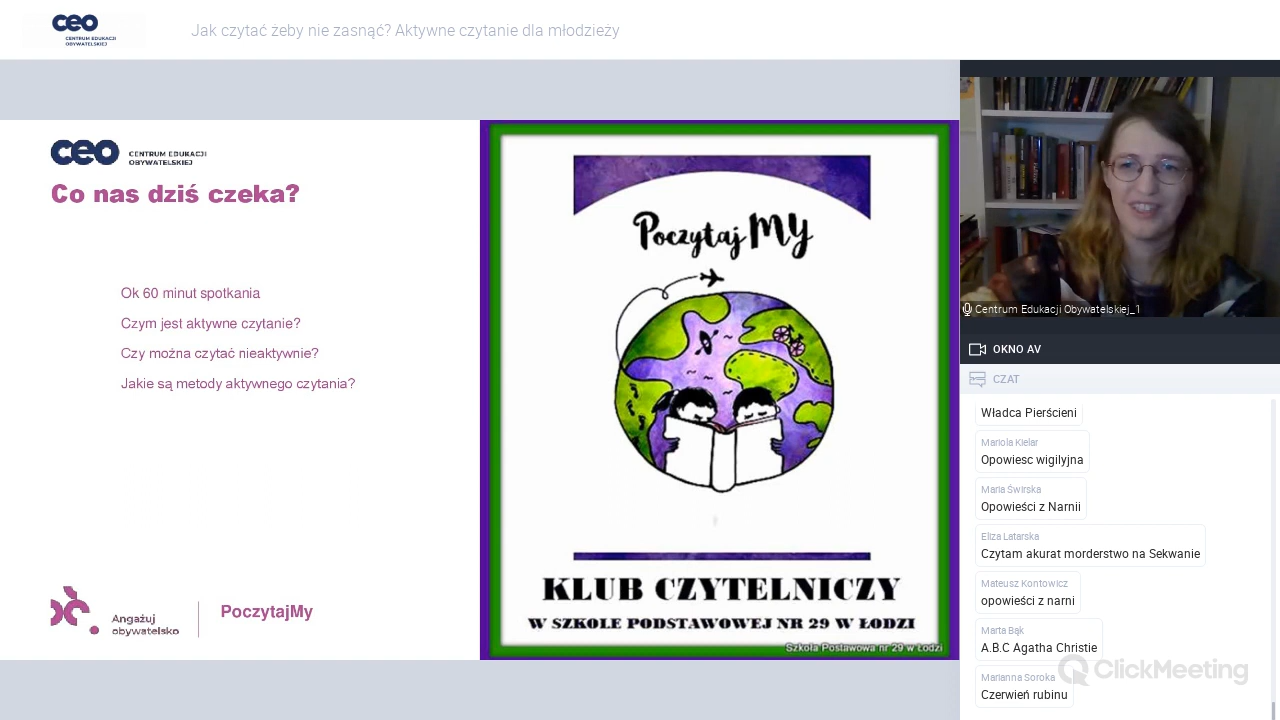 ceo
CENTRUM EDUKACJI
OBYWATELSKIEJ
Jak czytać żeby nie zasnąć? Aktywne czytanie dla młodzieży
ceo
CENTRUM EDUKACJI
OBYWATELSKIEJ
Co nas dziś czeka?
Ok 60 minut spotkania
Czym jest aktywne czytanie?
Czy można czytać nieaktywnie?
Jakie są metody aktywnego czytania?
Angażuj
obywatelsko
PoczytajMy
Poczytaj MY
KLUB CZYTELNICZY
W SZKOLE PODSTAWOWEJ NR 29 W ŁODZI
Szkoła Postawowa nr 29 w Łodzi
Centrum Edukacji Obywatelskiej_1
OKNO AV
CZAT
Władca Pierścieni
Mariola Kielar
Opowiesc wigilyjna
Maria Świrska
Opowieści z Narnii
Eliza Latarska
Czytam akurat morderstwo na Sekwanie
Mateusz Kontowicz
opowieści z narni
Marta Bąk
A.B.C Agatha Christie
Marianna Soroka
Czerwień rubinu
ClickMeeting